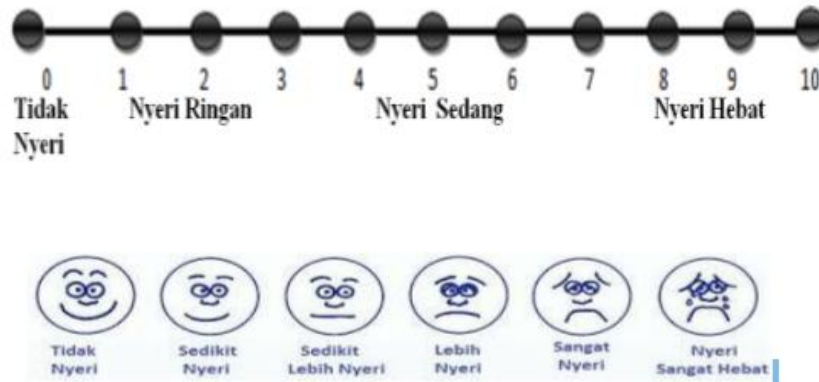 0 1 2 3 4 5 6 7 8 9 10
Tidak Nyeri Ringan Nyeri Sedang Nyeri Hebat
Nyeri
Tidak Sedikit Sedikit Lebih Sangat Nyeri
Nyeri Nyeri Lebih Nyeri Nyeri Nyeri Sangat Hebat